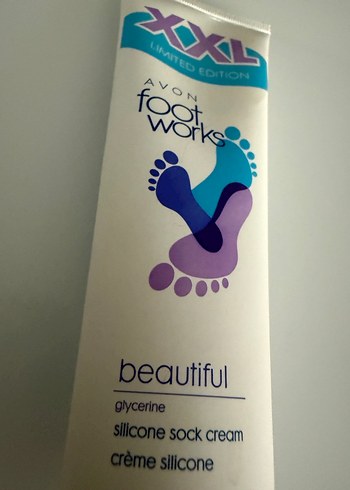 XXL
LIMITED EDITION
AVON
foot
works
beautiful
glycerine
silicone sock cream
crème silicone